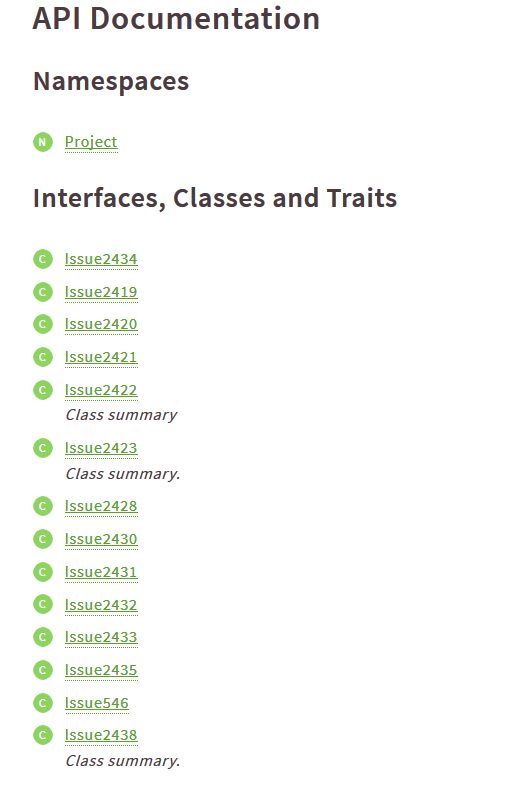 API Documentation
Namespaces
N Project
Interfaces, Classes and Traits
C Issue2434
C Issue2419
C Issue2420
C Issue2421
C Issue2422
Class summary
C Issue2423
Class summary.
C Issue2428
C Issue2430
C Issue2431
C Issue2432
C Issue2433
C Issue2435
C Issue546
C Issue2438
Class summary.